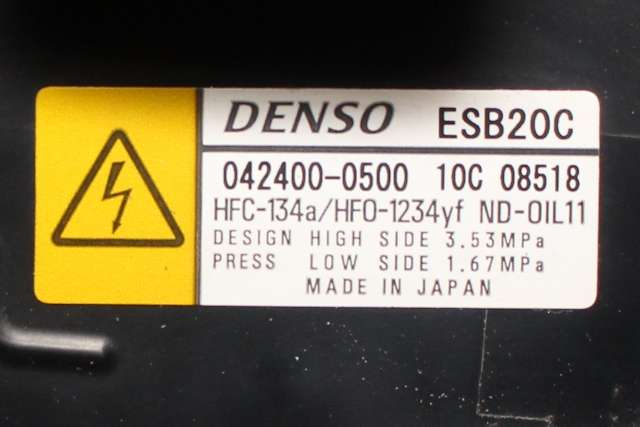 DENSO ESB20C
042400-0500 10C 08518
HFC-134a/HFO-1234yf ND-OIL11
DESIGN HIGH SIDE 3.53MPa
PRESS LOW SIDE 1.67MPa
MADE IN JAPAN